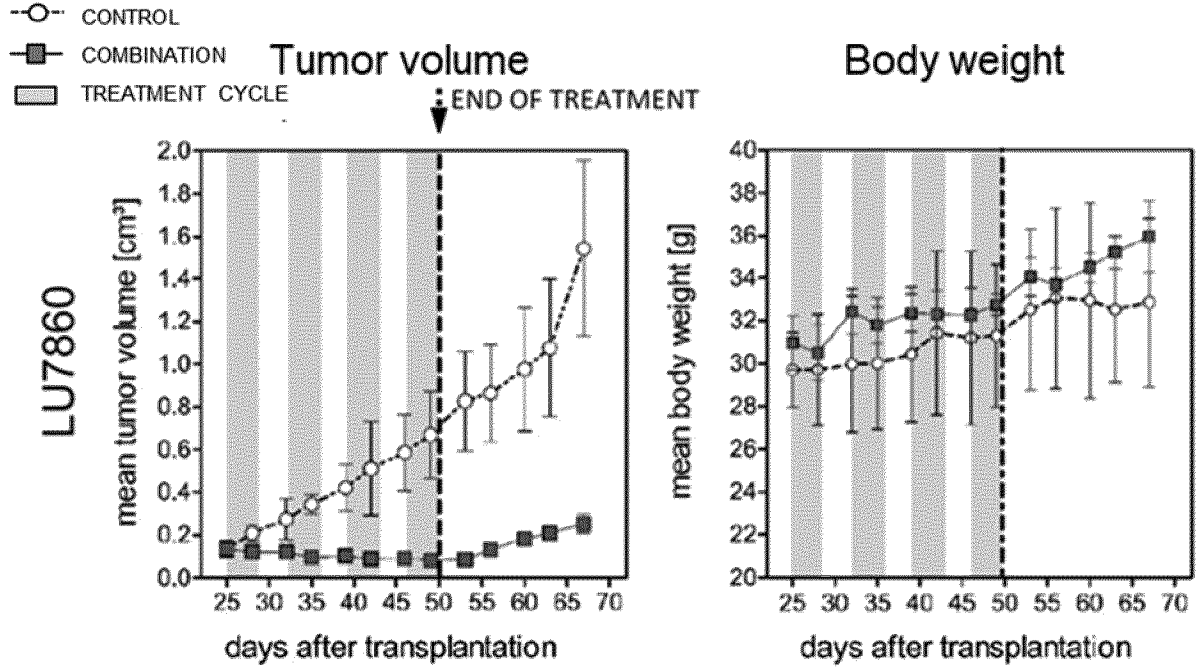 CONTROL
COMBINATION
TREATMENT CYCLE
Tumor volume
Body weight
END OF TREATMENT
LU7860
mean tumor volume [cm³]
2.0
1.8
1.6
1.4
1.2
1.0
0.8
0.6
0.4
0.2
0.0
25 30 35 40 45 50 55 60 65 70
days after transplantation
mean body weight [g]
40
38
36
34
32
30
28
26
24
22
20
25 30 35 40 45 50 55 60 65 70
days after transplantation